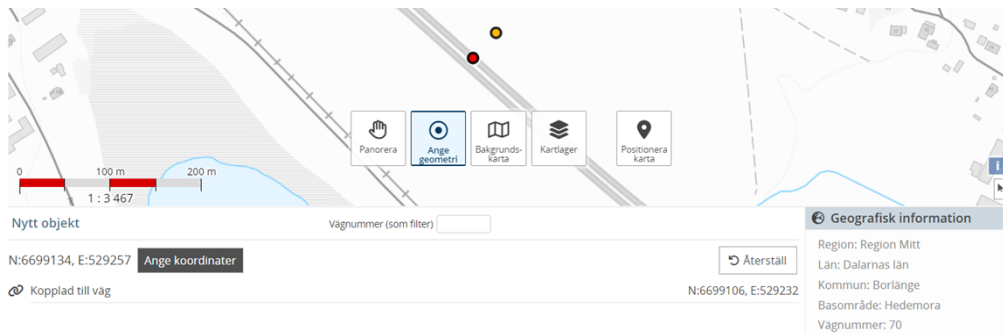 Panorera
Ange
geometri
Bakgrunds-
karta
Kartlager
Positionera
karta
0 100 m 200 m
1 : 3 467
i
Nytt objekt
Vägnummer (som filter)
Geografisk information
N:6699134, E:529257 Ange koordinater
Återställ
Kopplad till väg
N:6699106, E:529232
Region: Region Mitt
Län: Dalarnas län
Kommun: Borlänge
Basområde: Hedemora
Vägnummer: 70